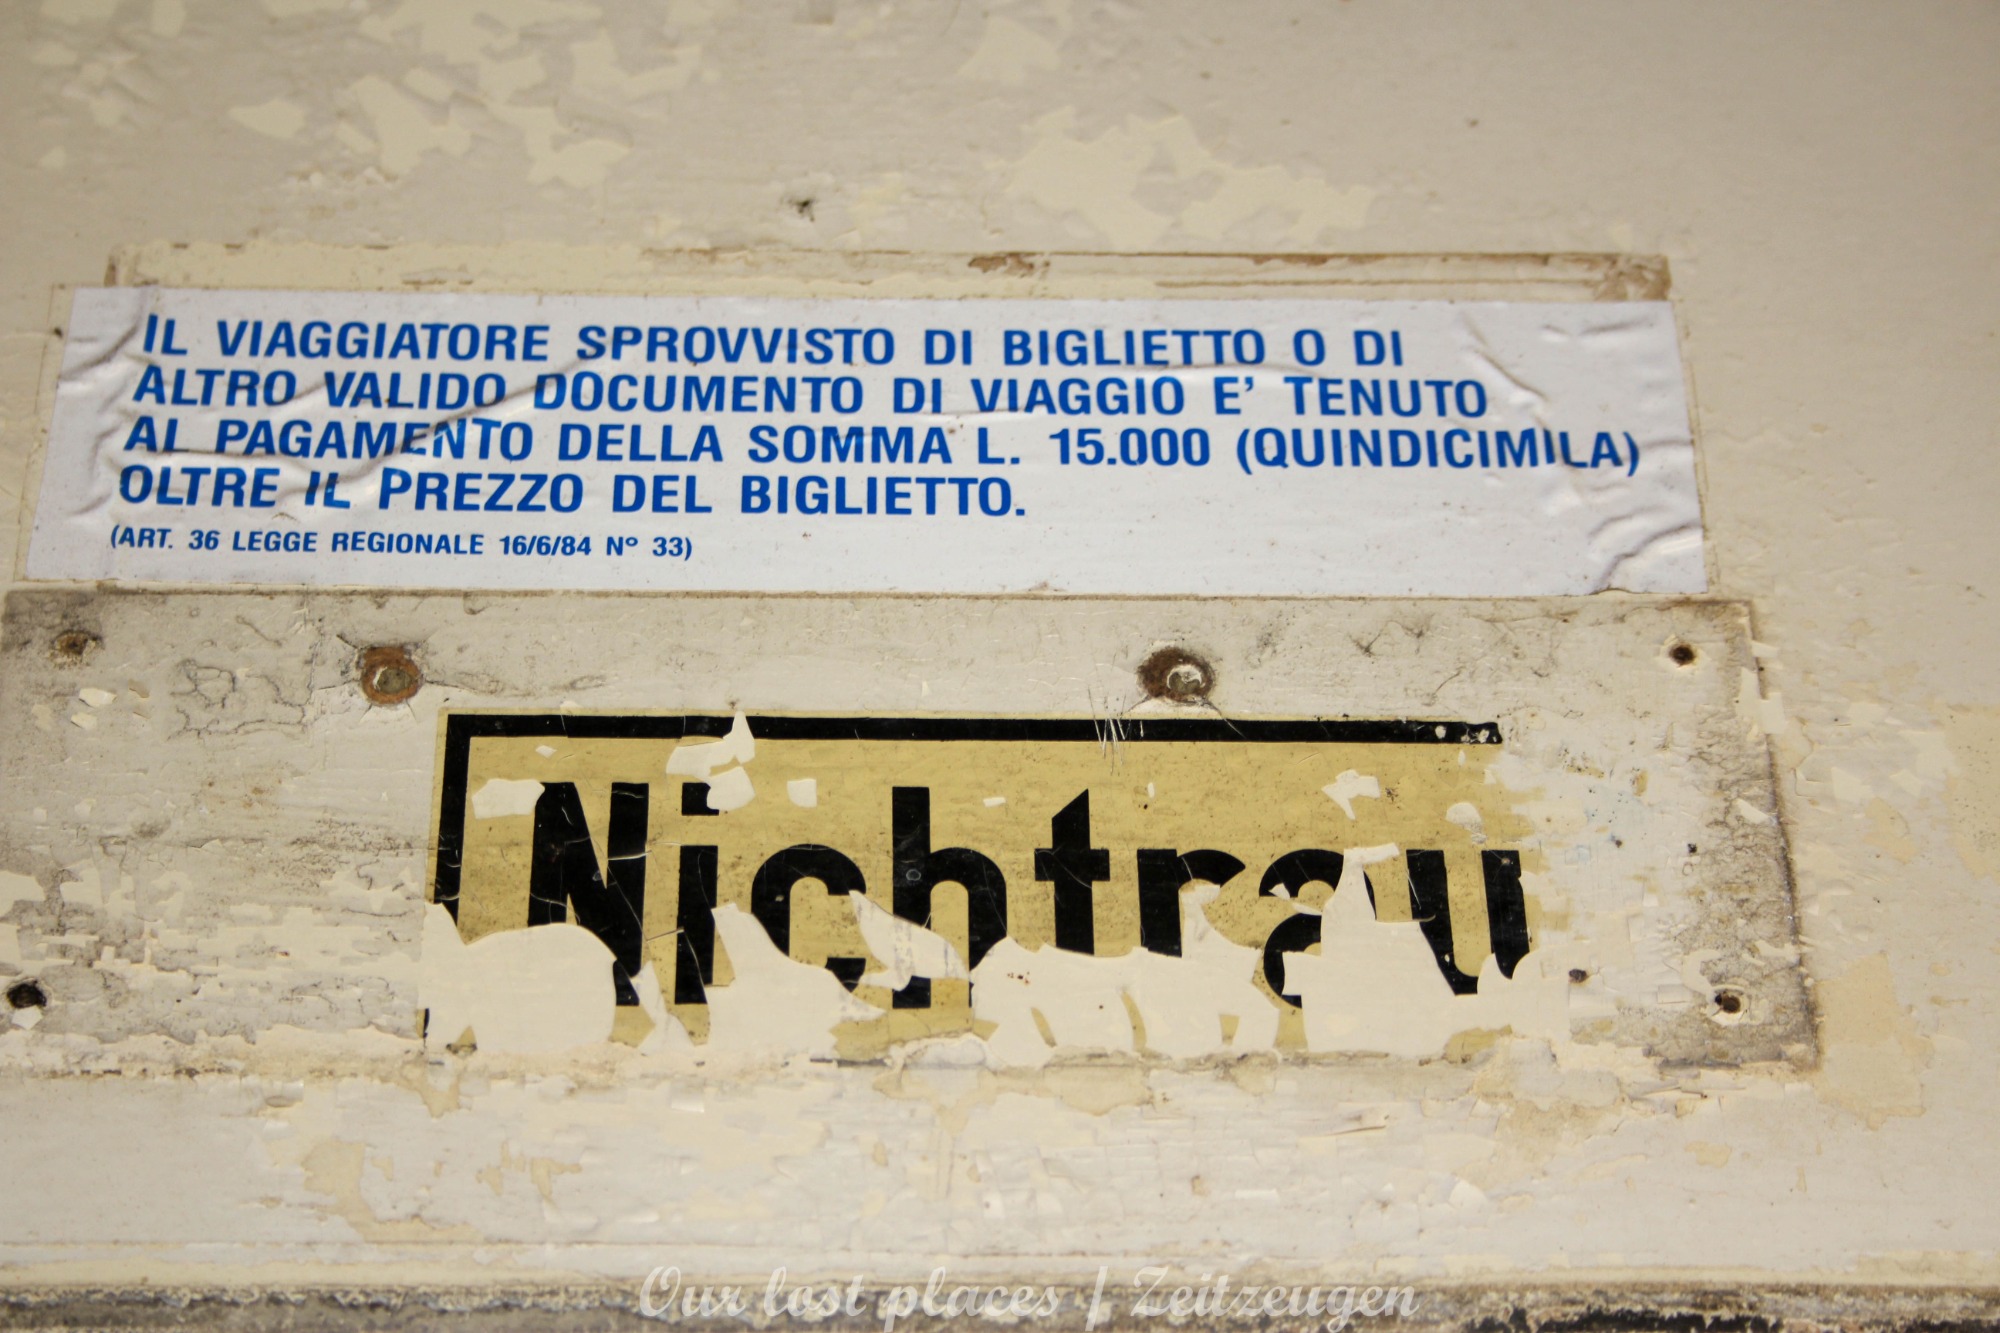 IL VIAGGIATORE SPROVVISTO DI BIGLIETTO O DI
ALTRO VALIDO DOCUMENTO DI VIAGGIO E' TENUTO
AL PAGAMENTO DELLA SOMMA L. 15.000 (QUINDICIMILA)
OLTRE IL PREZZO DEL BIGLIETTO.
(ART. 36 LEGGE REGIONALE 16/6/84 Nº 33)
Nichtrau
Our lost places | Zeitzeugen